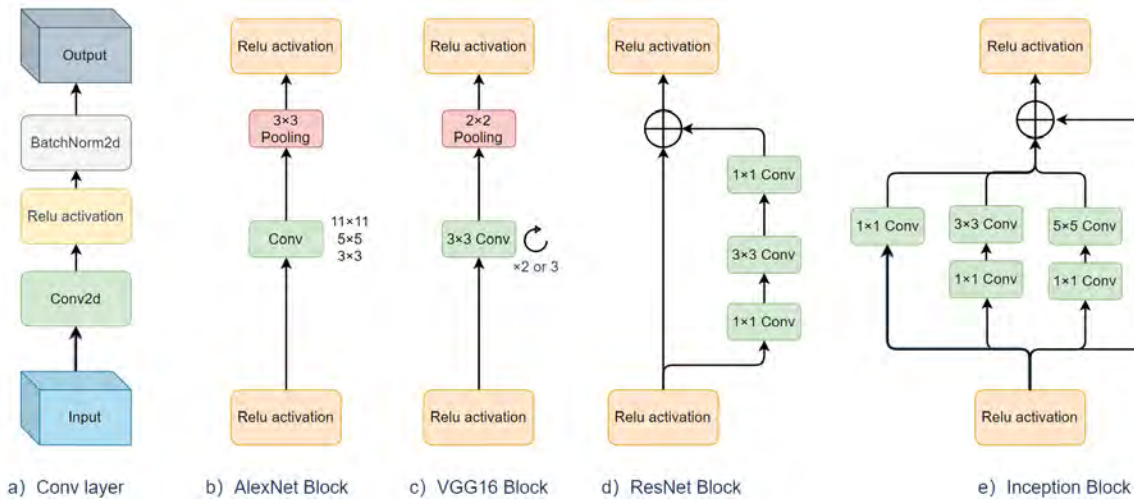 Output
BatchNorm2d
Relu activation
Conv2d
Input
a) Conv layer
Relu activation
3×3
Pooling
Conv
11×11
5×5
3×3
Relu activation
b) AlexNet Block
Relu activation
2×2
Pooling
3×3 Conv
×2 or 3
Relu activation
c) VGG16 Block
Relu activation
1×1 Conv
3×3 Conv
1×1 Conv
Relu activation
d) ResNet Block
Relu activation
1×1 Conv
3×3 Conv
5×5 Conv
1×1 Conv
1×1 Conv
Relu activation
e) Inception Block